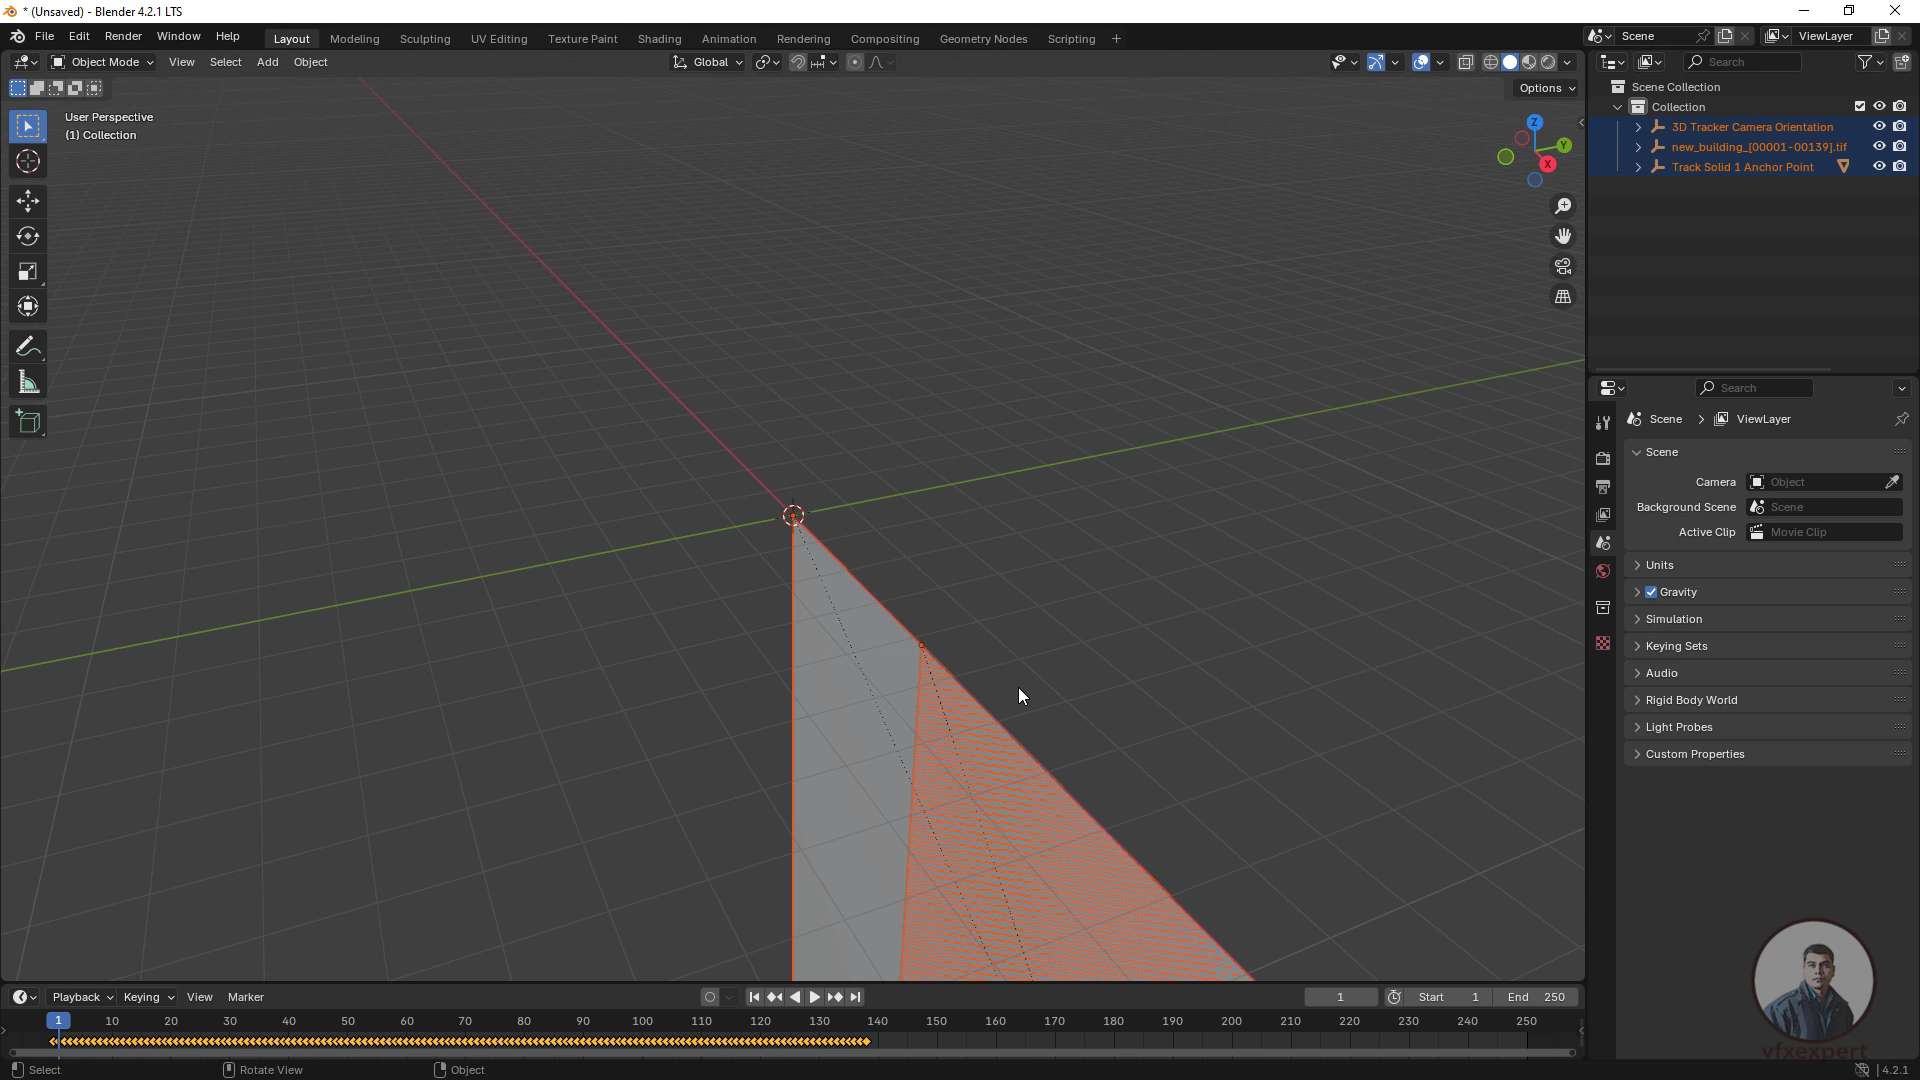 * (Unsaved) - Blender 4.2.1 LTS
File Edit Render Window Help
Layout Modeling Sculpting UV Editing Texture Paint Shading Animation Rendering Compositing Geometry Nodes Scripting +
Scene
ViewLayer
Object Mode View Select Add Object
Global
Search
Options
User Perspective
(1) Collection
Z
Y
X
Scene Collection
Collection
3D Tracker Camera Orientation
new_building_[00001-00139].tif
Track Solid 1 Anchor Point
Search
Scene ViewLayer
Scene
Camera Object
Background Scene Scene
Active Clip Movie Clip
Units
Gravity
Simulation
Keying Sets
Audio
Rigid Body World
Light Probes
Custom Properties
vfxexpert
Playback Keying View Marker
1
Start 1
End 250
1 10 20 30 40 50 60 70 80 90 100 110 120 130 140 150 160 170 180 190 200 210 220 230 240 250
Select
Rotate View
Object
4.2.1